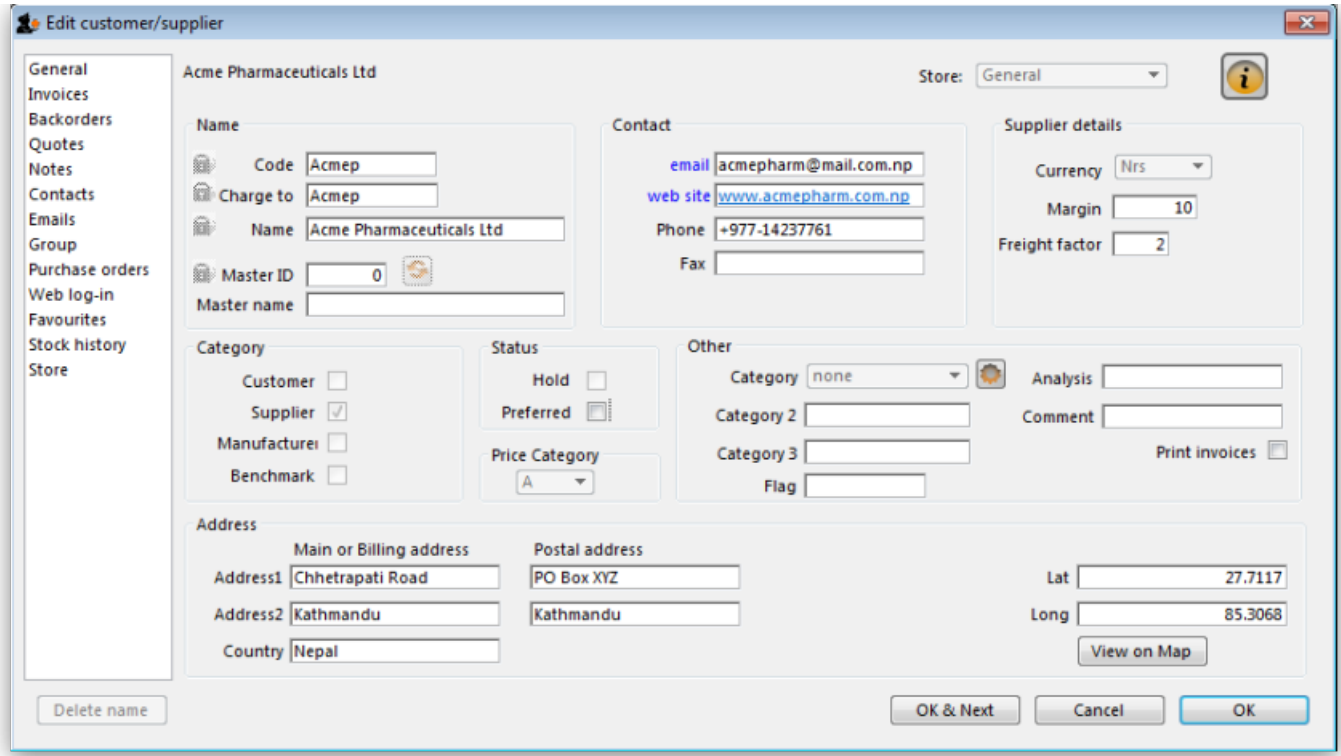 Edit customer/supplier
General
Invoices
Backorders
Quotes
Notes
Contacts
Emails
Group
Purchase orders
Web log-in
Favourites
Stock history
Store
Acme Pharmaceuticals Ltd
Store: General
Name
Code Acmep
Charge to Acmep
Name Acme Pharmaceuticals Ltd
Master ID 0
Master name
Contact
email acmepharm@mail.com.np
web site www.acmepharm.com.np
Phone +977-14237761
Fax
Supplier details
Currency Nrs
Margin 10
Freight factor 2
Category
Customer
Supplier
Manufacturer
Benchmark
Status
Hold
Preferred
Price Category
A
Other
Category none
Category 2
Category 3
Flag
Analysis
Comment
Print invoices
Address
Main or Billing address Postal address
Address1 Chhetrapati Road PO Box XYZ
Address2 Kathmandu Kathmandu
Country Nepal
Lat 27.7117
Long 85.3068
View on Map
Delete name OK & Next Cancel OK